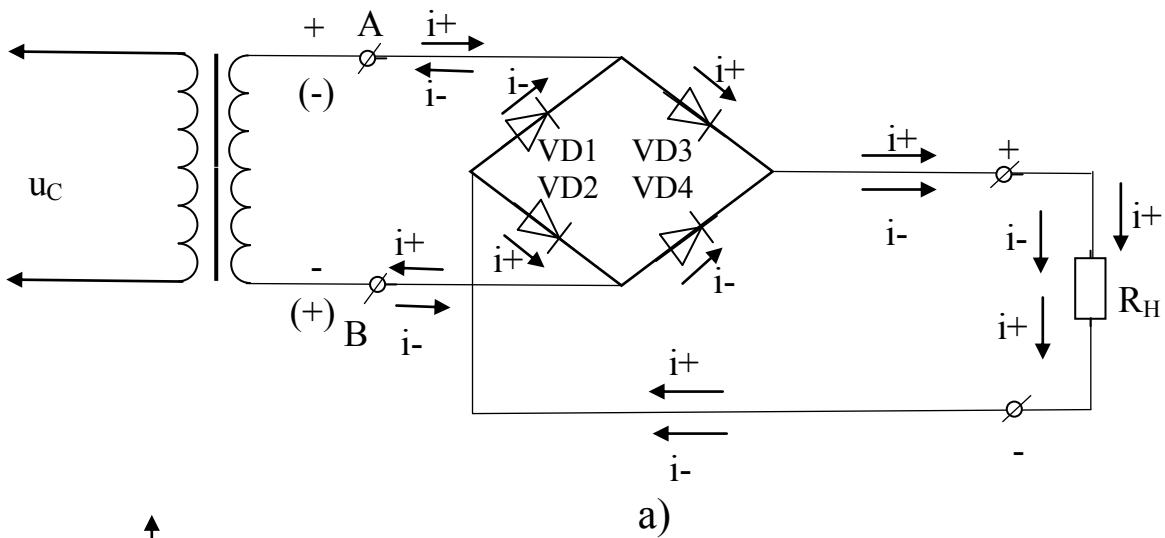 + A i+
(-) i- i- i+
VD1 VD3
u_C VD2 VD4 i+ +
- i+ i+ i- i- i- i+
(+) B i- i+ R_H
i+
i- -
a)